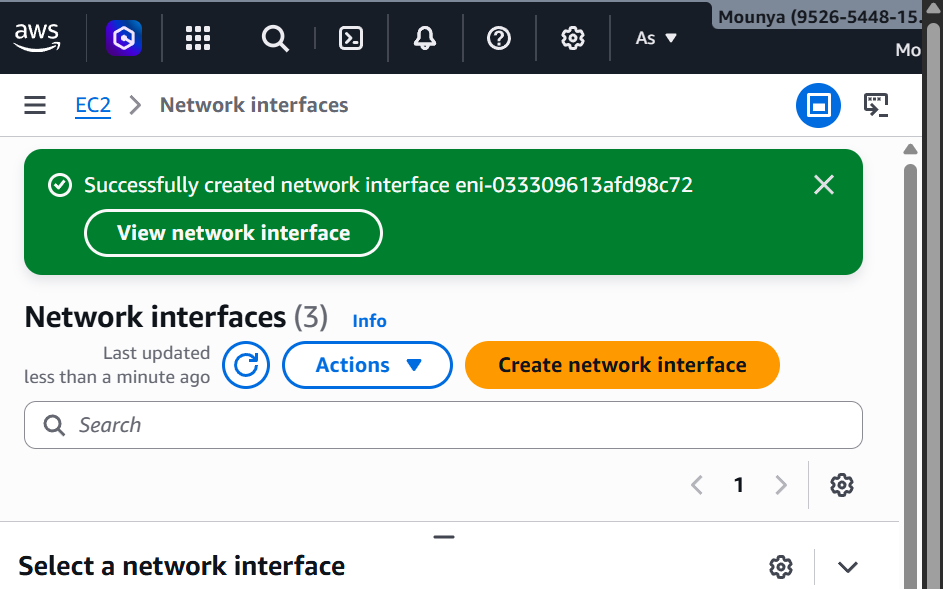 aws
As
Mounya (9526-5448-15.
Mo
EC2
Network interfaces
Successfully created network interface eni-033309613afd98c72
View network interface
Network interfaces (3) Info
Last updated
less than a minute ago
Actions
Create network interface
Search
1
Select a network interface